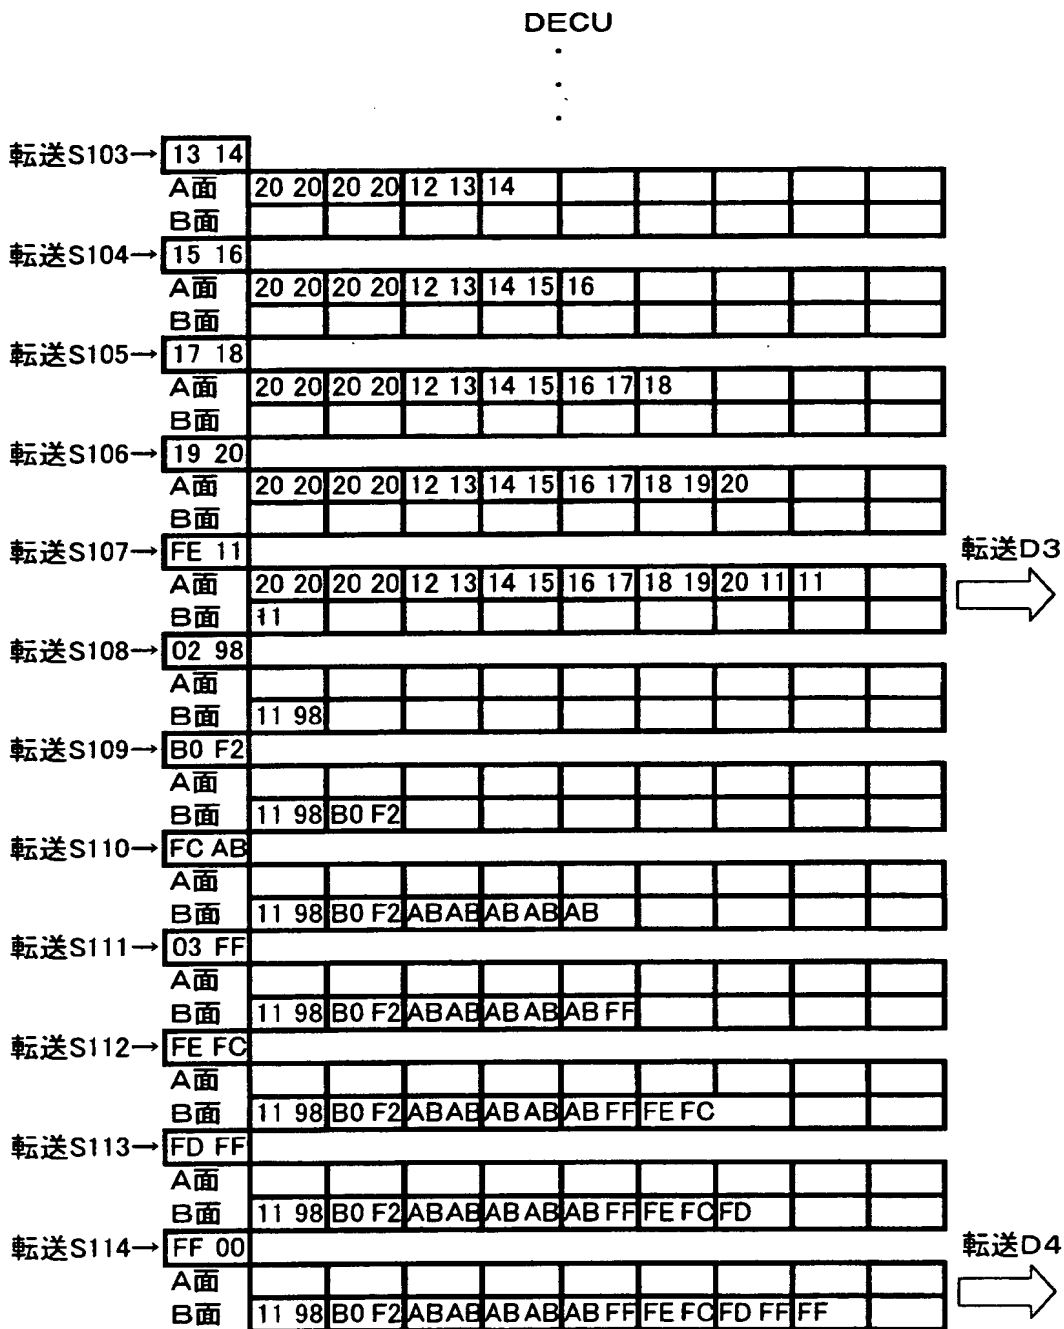 DECU
転送S103→ 13 14
A面 20 20 20 20 12 13 14
B面
転送S104→ 15 16
A面 20 20 20 20 12 13 14 15 16
B面
転送S105→ 17 18
A面 20 20 20 20 12 13 14 15 16 17 18
B面
転送S106→ 19 20
A面 20 20 20 20 12 13 14 15 16 17 18 19 20
B面
転送S107→ FE 11 転送D3
A面 20 20 20 20 12 13 14 15 16 17 18 19 20 11 11
B面 11
転送S108→ 02 98
A面
B面 11 98
転送S109→ B0 F2
A面
B面 11 98 B0 F2
転送S110→ FC AB
A面
B面 11 98 B0 F2 AB AB AB AB AB
転送S111→ 03 FF
A面
B面 11 98 B0 F2 AB AB AB AB AB FF
転送S112→ FE FC
A面
B面 11 98 B0 F2 AB AB AB AB AB FF FE FC
転送S113→ FD FF
A面
B面 11 98 B0 F2 AB AB AB AB AB FF FE FC FD
転送S114→ FF 00 転送D4
A面
B面 11 98 B0 F2 AB AB AB AB AB FF FE FC FD FF FF